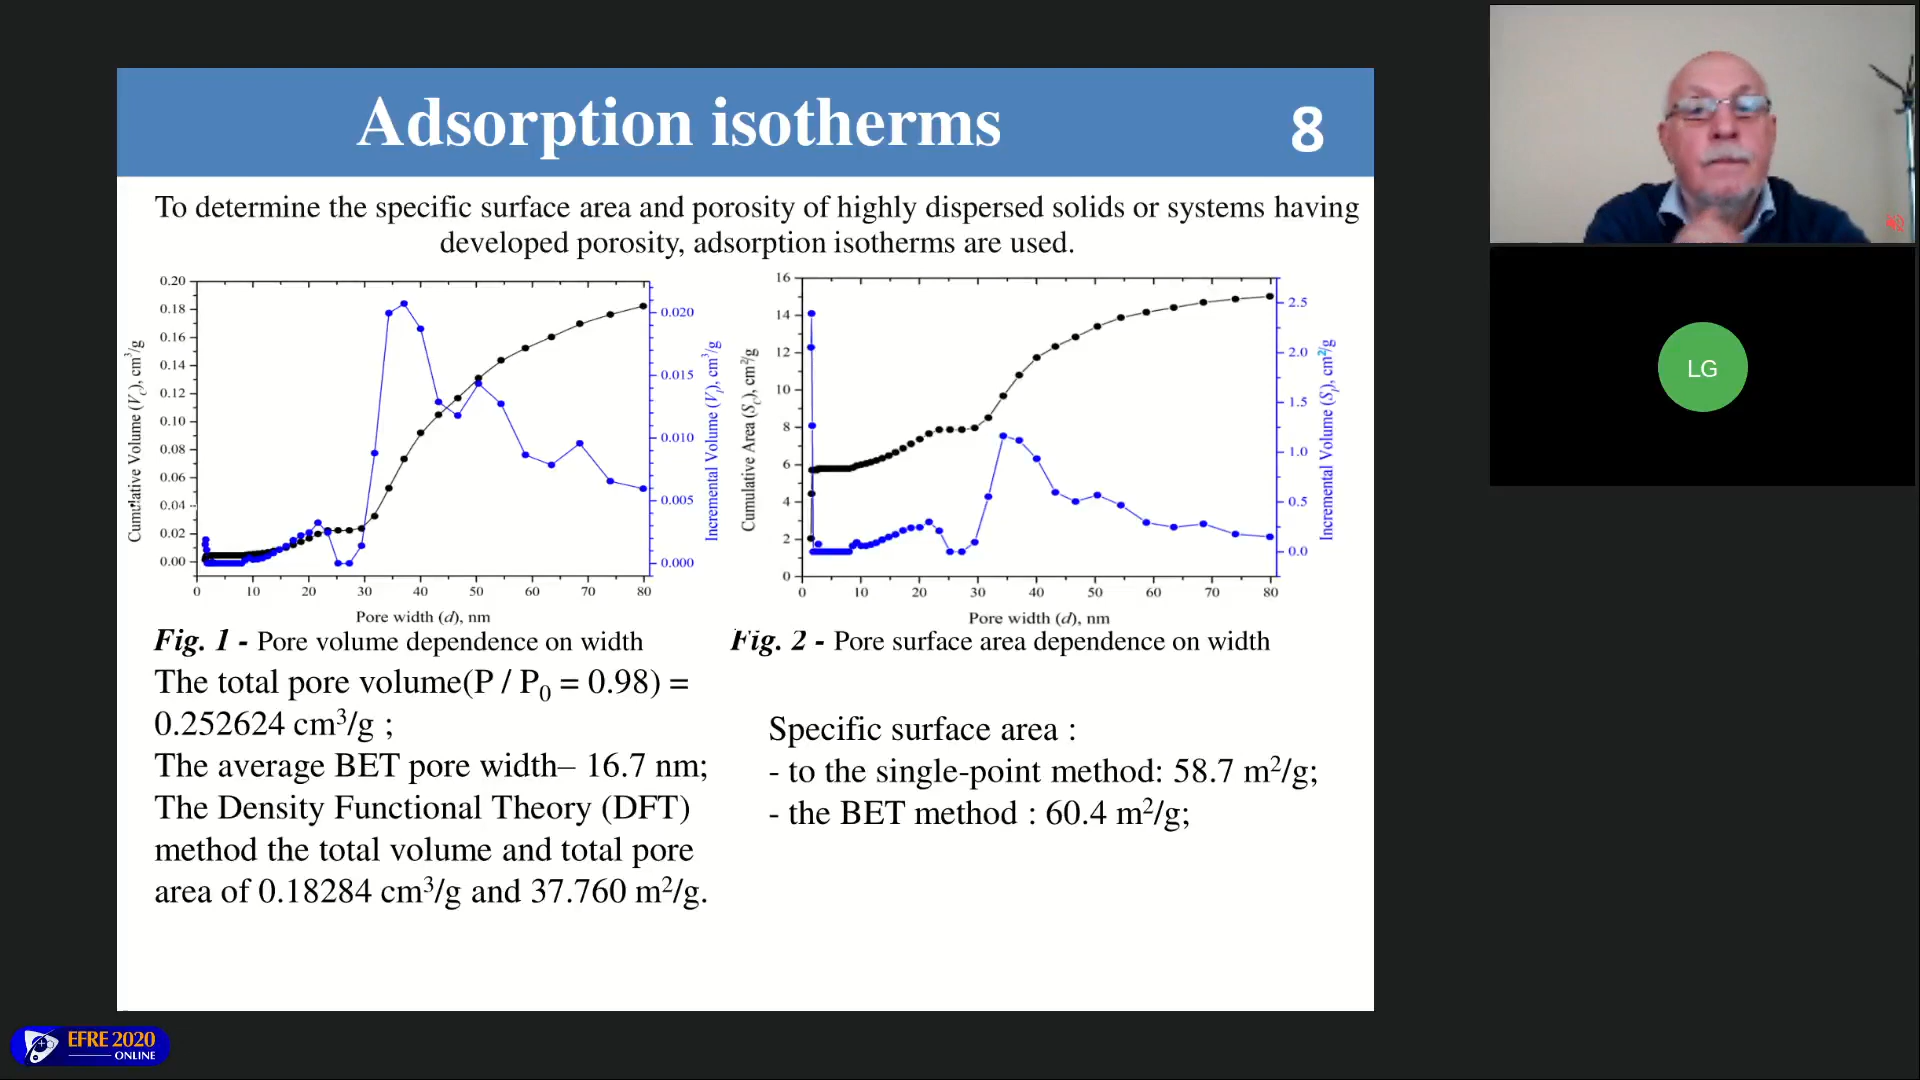 Adsorption isotherms
8
To determine the specific surface area and porosity of highly dispersed solids or systems having
developed porosity, adsorption isotherms are used.
Cumulative Volume (V_C), cm³/g
0.20
0.18
0.16
0.14
0.12
0.10
0.08
0.06
0.04
0.02
0.00
0 10 20 30 40 50 60 70 80
Pore width (d), nm
0.020
0.015
0.010
0.005
0.000
Incremental Volume (V_I), cm³/g
Cumulative Area (S_C), cm²/g
16
14
12
10
8
6
4
2
0
0 10 20 30 40 50 60 70 80
Pore width (d), nm
2.5
2.0
1.5
1.0
0.5
0.0
Incremental Volume (S_I), cm²/g
Fig. 1 - Pore volume dependence on width
Fig. 2 - Pore surface area dependence on width
The total pore volume(P / P₀ = 0.98) =
0.252624 cm³/g ;
The average BET pore width– 16.7 nm;
The Density Functional Theory (DFT)
method the total volume and total pore
area of 0.18284 cm³/g and 37.760 m²/g.
Specific surface area :
- to the single-point method: 58.7 m²/g;
- the BET method : 60.4 m²/g;
LG
EFRE 2020
ONLINE